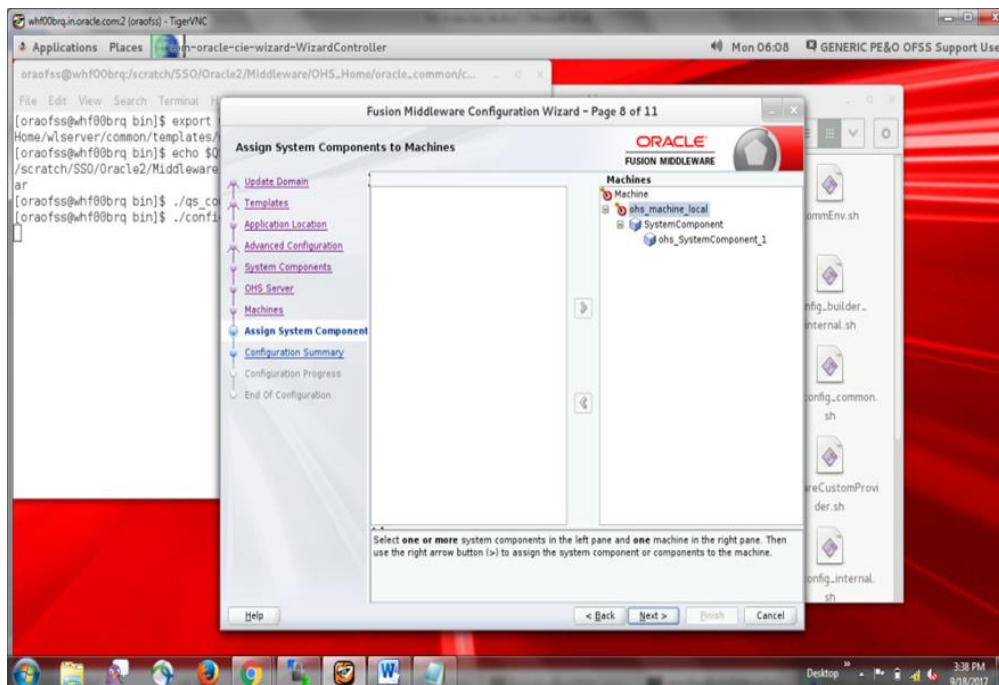 whf00brq.in.oracle.com:2 (oraofss) - TigerVNC
Applications Places com-oracle-cie-wizard-WizardController Mon 06:08 GENERIC PE&O OFSS Support Use
oraofss@whf00brq:/scratch/SSO/Oracle2/Middleware/OHS_Home/oracle_common/c...
File Edit View Search Terminal H
[oraofss@whf00brq bin]$ export
Home/wlserver/common/templates/
[oraofss@whf00brq bin]$ echo $Q
/scratch/SSO/Oracle2/Middleware
ar
[oraofss@whf00brq bin]$ ./qs_co
[oraofss@whf00brq bin]$ ./confi
Fusion Middleware Configuration Wizard - Page 8 of 11
Assign System Components to Machines
ORACLE
FUSION MIDDLEWARE
Update Domain
Templates
Application Location
Advanced Configuration
System Components
OHS Server
Machines
Assign System Component
Configuration Summary
Configuration Progress
End Of Configuration
Machines
Machine
ohs_machine_local
SystemComponent
ohs_SystemComponent_1
Select one or more system components in the left pane and one machine in the right pane. Then
use the right arrow button (>) to assign the system component or components to the machine.
Help < Back Next > Finish Cancel
ommEnv.sh
nfig_builder_
internal.sh
config_common.
sh
areCustomProvi
der.sh
config_internal.
sh
Desktop
3:38 PM
9/18/2017